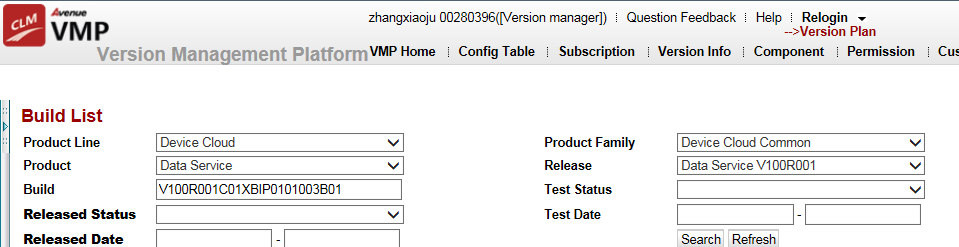 CLM Avenue VMP
zhangxiaoju 00280396([Version manager]) Question Feedback Help Relogin
-->Version Plan
Version Management Platform VMP Home Config Table Subscription Version Info Component Permission Cus
Build List
Product Line Device Cloud Product Family Device Cloud Common
Product Data Service Release Data Service V100R001
Build V100R001C01XBIP0101003B01 Test Status
Released Status Test Date -
Released Date - Search Refresh